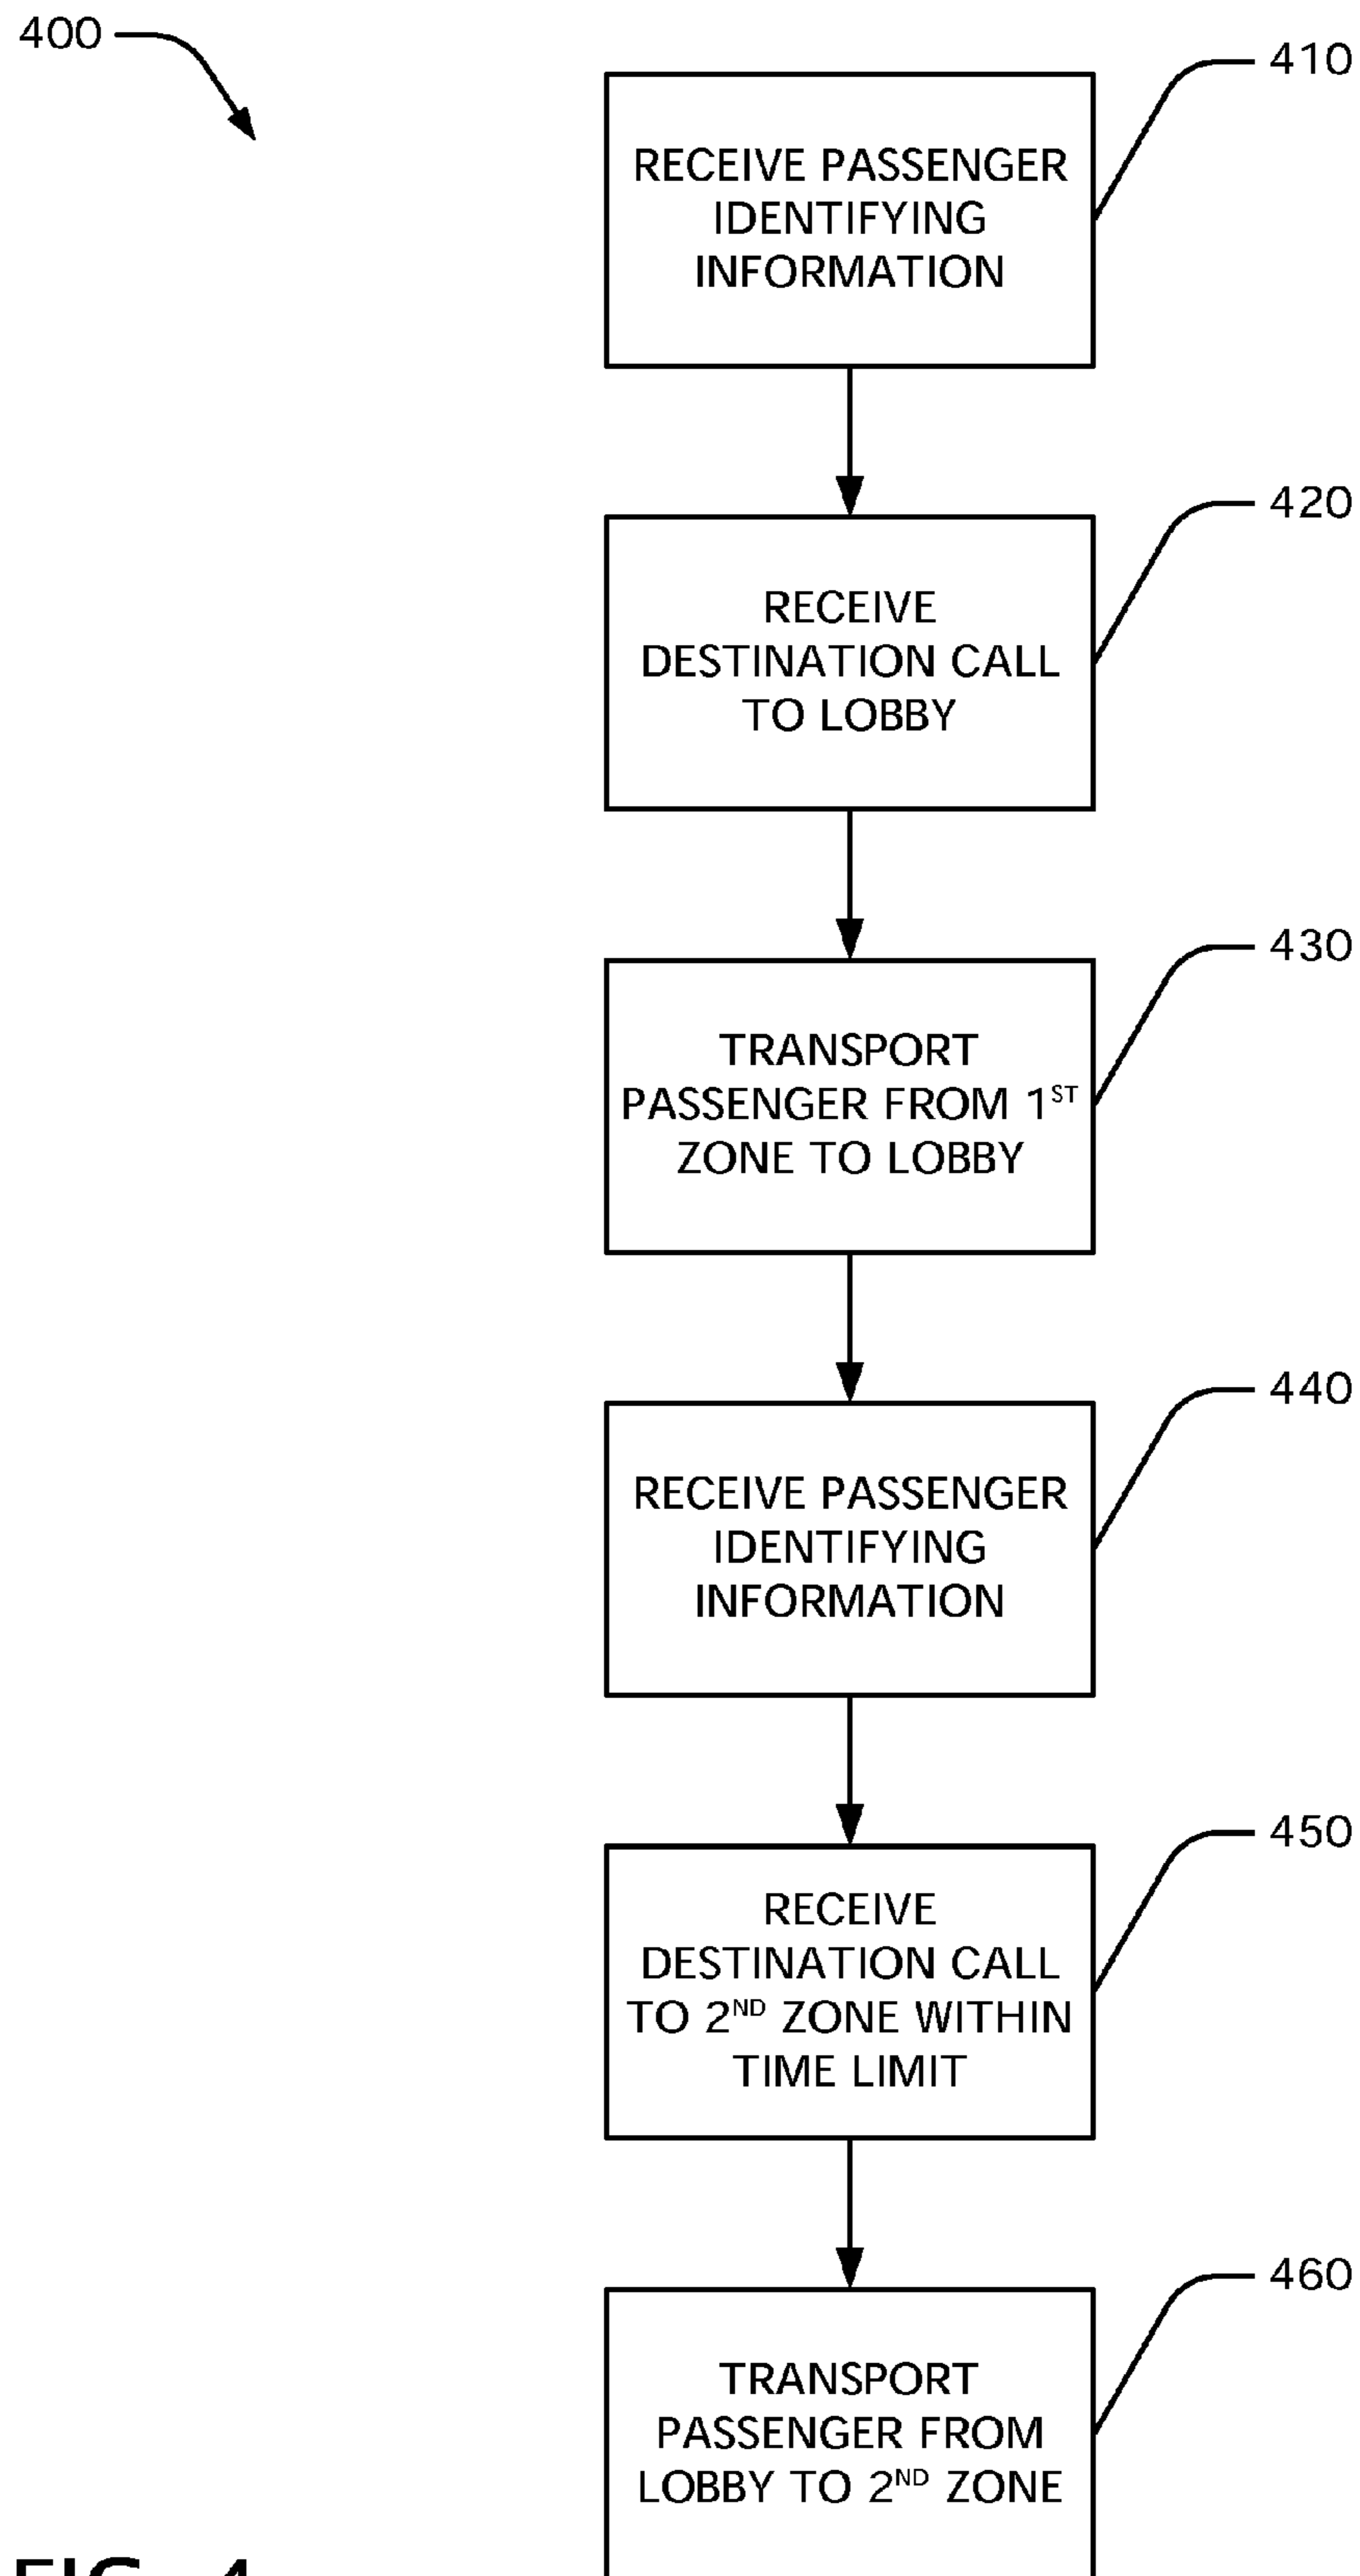 400
410
RECEIVE PASSENGER
IDENTIFYING
INFORMATION
420
RECEIVE
DESTINATION CALL
TO LOBBY
430
TRANSPORT
PASSENGER FROM 1ST
ZONE TO LOBBY
440
RECEIVE PASSENGER
IDENTIFYING
INFORMATION
450
RECEIVE
DESTINATION CALL
TO 2ND ZONE WITHIN
TIME LIMIT
460
TRANSPORT
PASSENGER FROM
LOBBY TO 2ND ZONE
FIG. 4